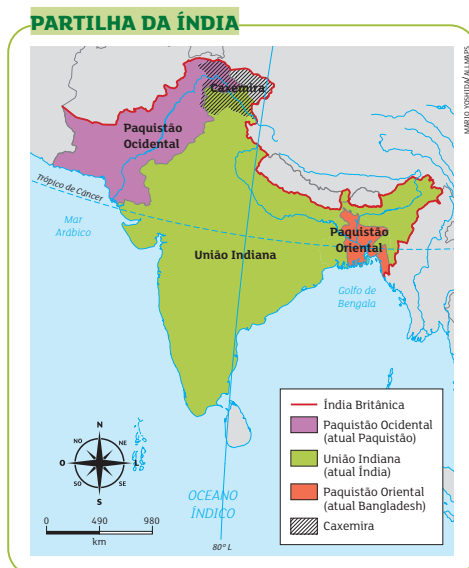 PARTILHA DA ÍNDIA
MARIO YOSHIDA/ALLMAPS
Caxemira
Paquistão
Ocidental
Trópico de Câncer
Mar
Arábico
Paquistão
Oriental
União Indiana
Golfo de
Bengala
Índia Britânica
Paquistão Ocidental
(atual Paquistão)
União Indiana
(atual Índia)
Paquistão Oriental
(atual Bangladesh)
Caxemira
N
NO
NE
O
L
SO
SE
S
OCEANO
ÍNDICO
0 490 980
km
80° L